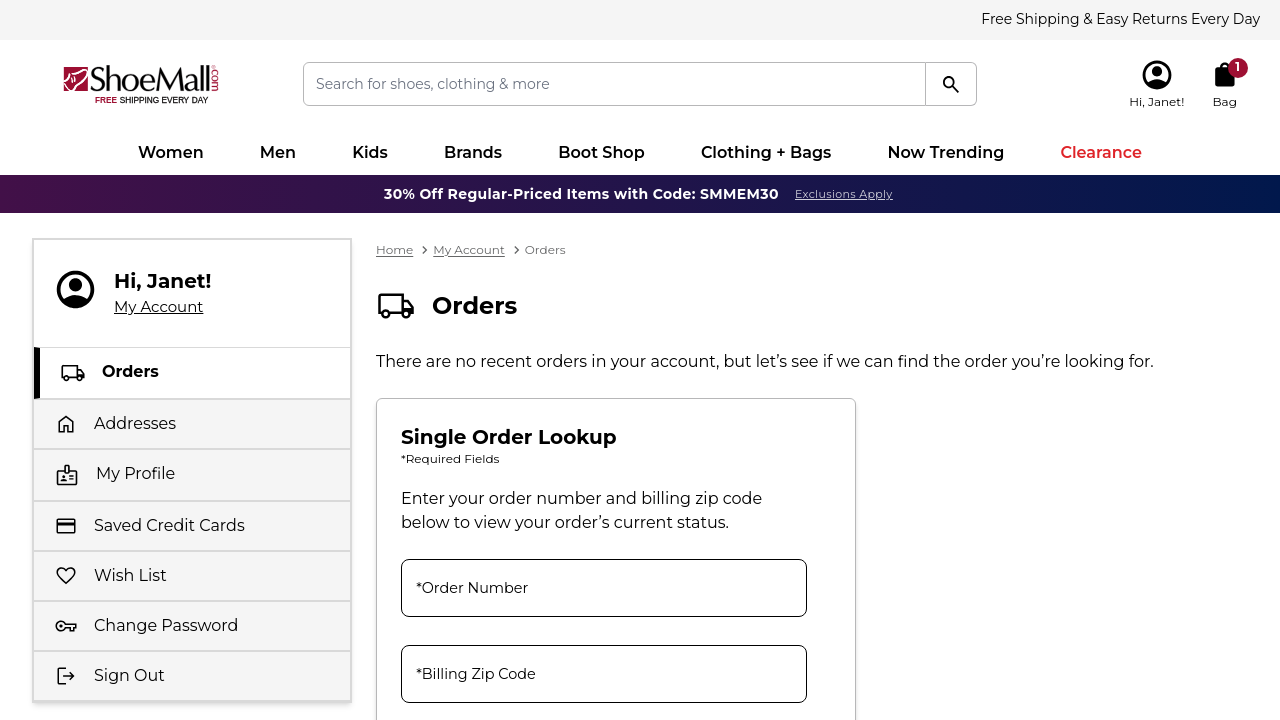 Free Shipping & Easy Returns Every Day
ShoeMall.com
FREE SHIPPING EVERY DAY
Search for shoes, clothing & more
Hi, Janet!
1
Bag
Women Men Kids Brands Boot Shop Clothing + Bags Now Trending Clearance
30% Off Regular-Priced Items with Code: SMMEM30 Exclusions Apply
Hi, Janet!
My Account
Orders
Addresses
My Profile
Saved Credit Cards
Wish List
Change Password
Sign Out
Home > My Account > Orders
Orders
There are no recent orders in your account, but let’s see if we can find the order you’re looking for.
Single Order Lookup
*Required Fields
Enter your order number and billing zip code
below to view your order’s current status.
*Order Number
*Billing Zip Code